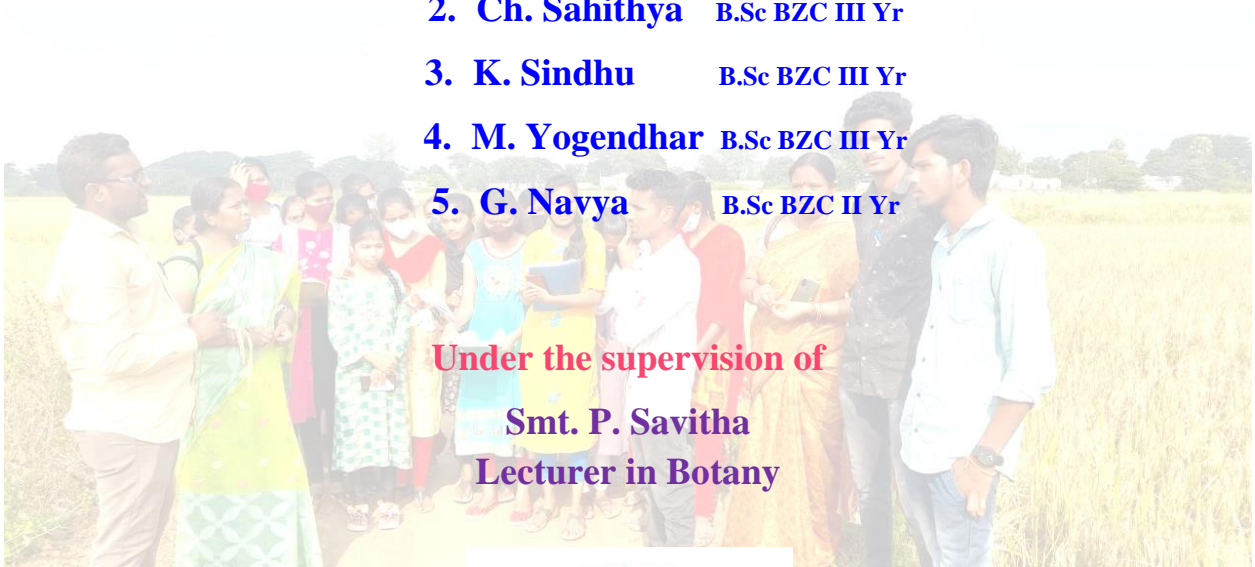 2. Ch. Sahithya B.Sc BZC III Yr
3. K. Sindhu B.Sc BZC III Yr
4. M. Yogendhar B.Sc BZC III Yr
5. G. Navya B.Sc BZC II Yr
Under the supervision of
Smt. P. Savitha
Lecturer in Botany